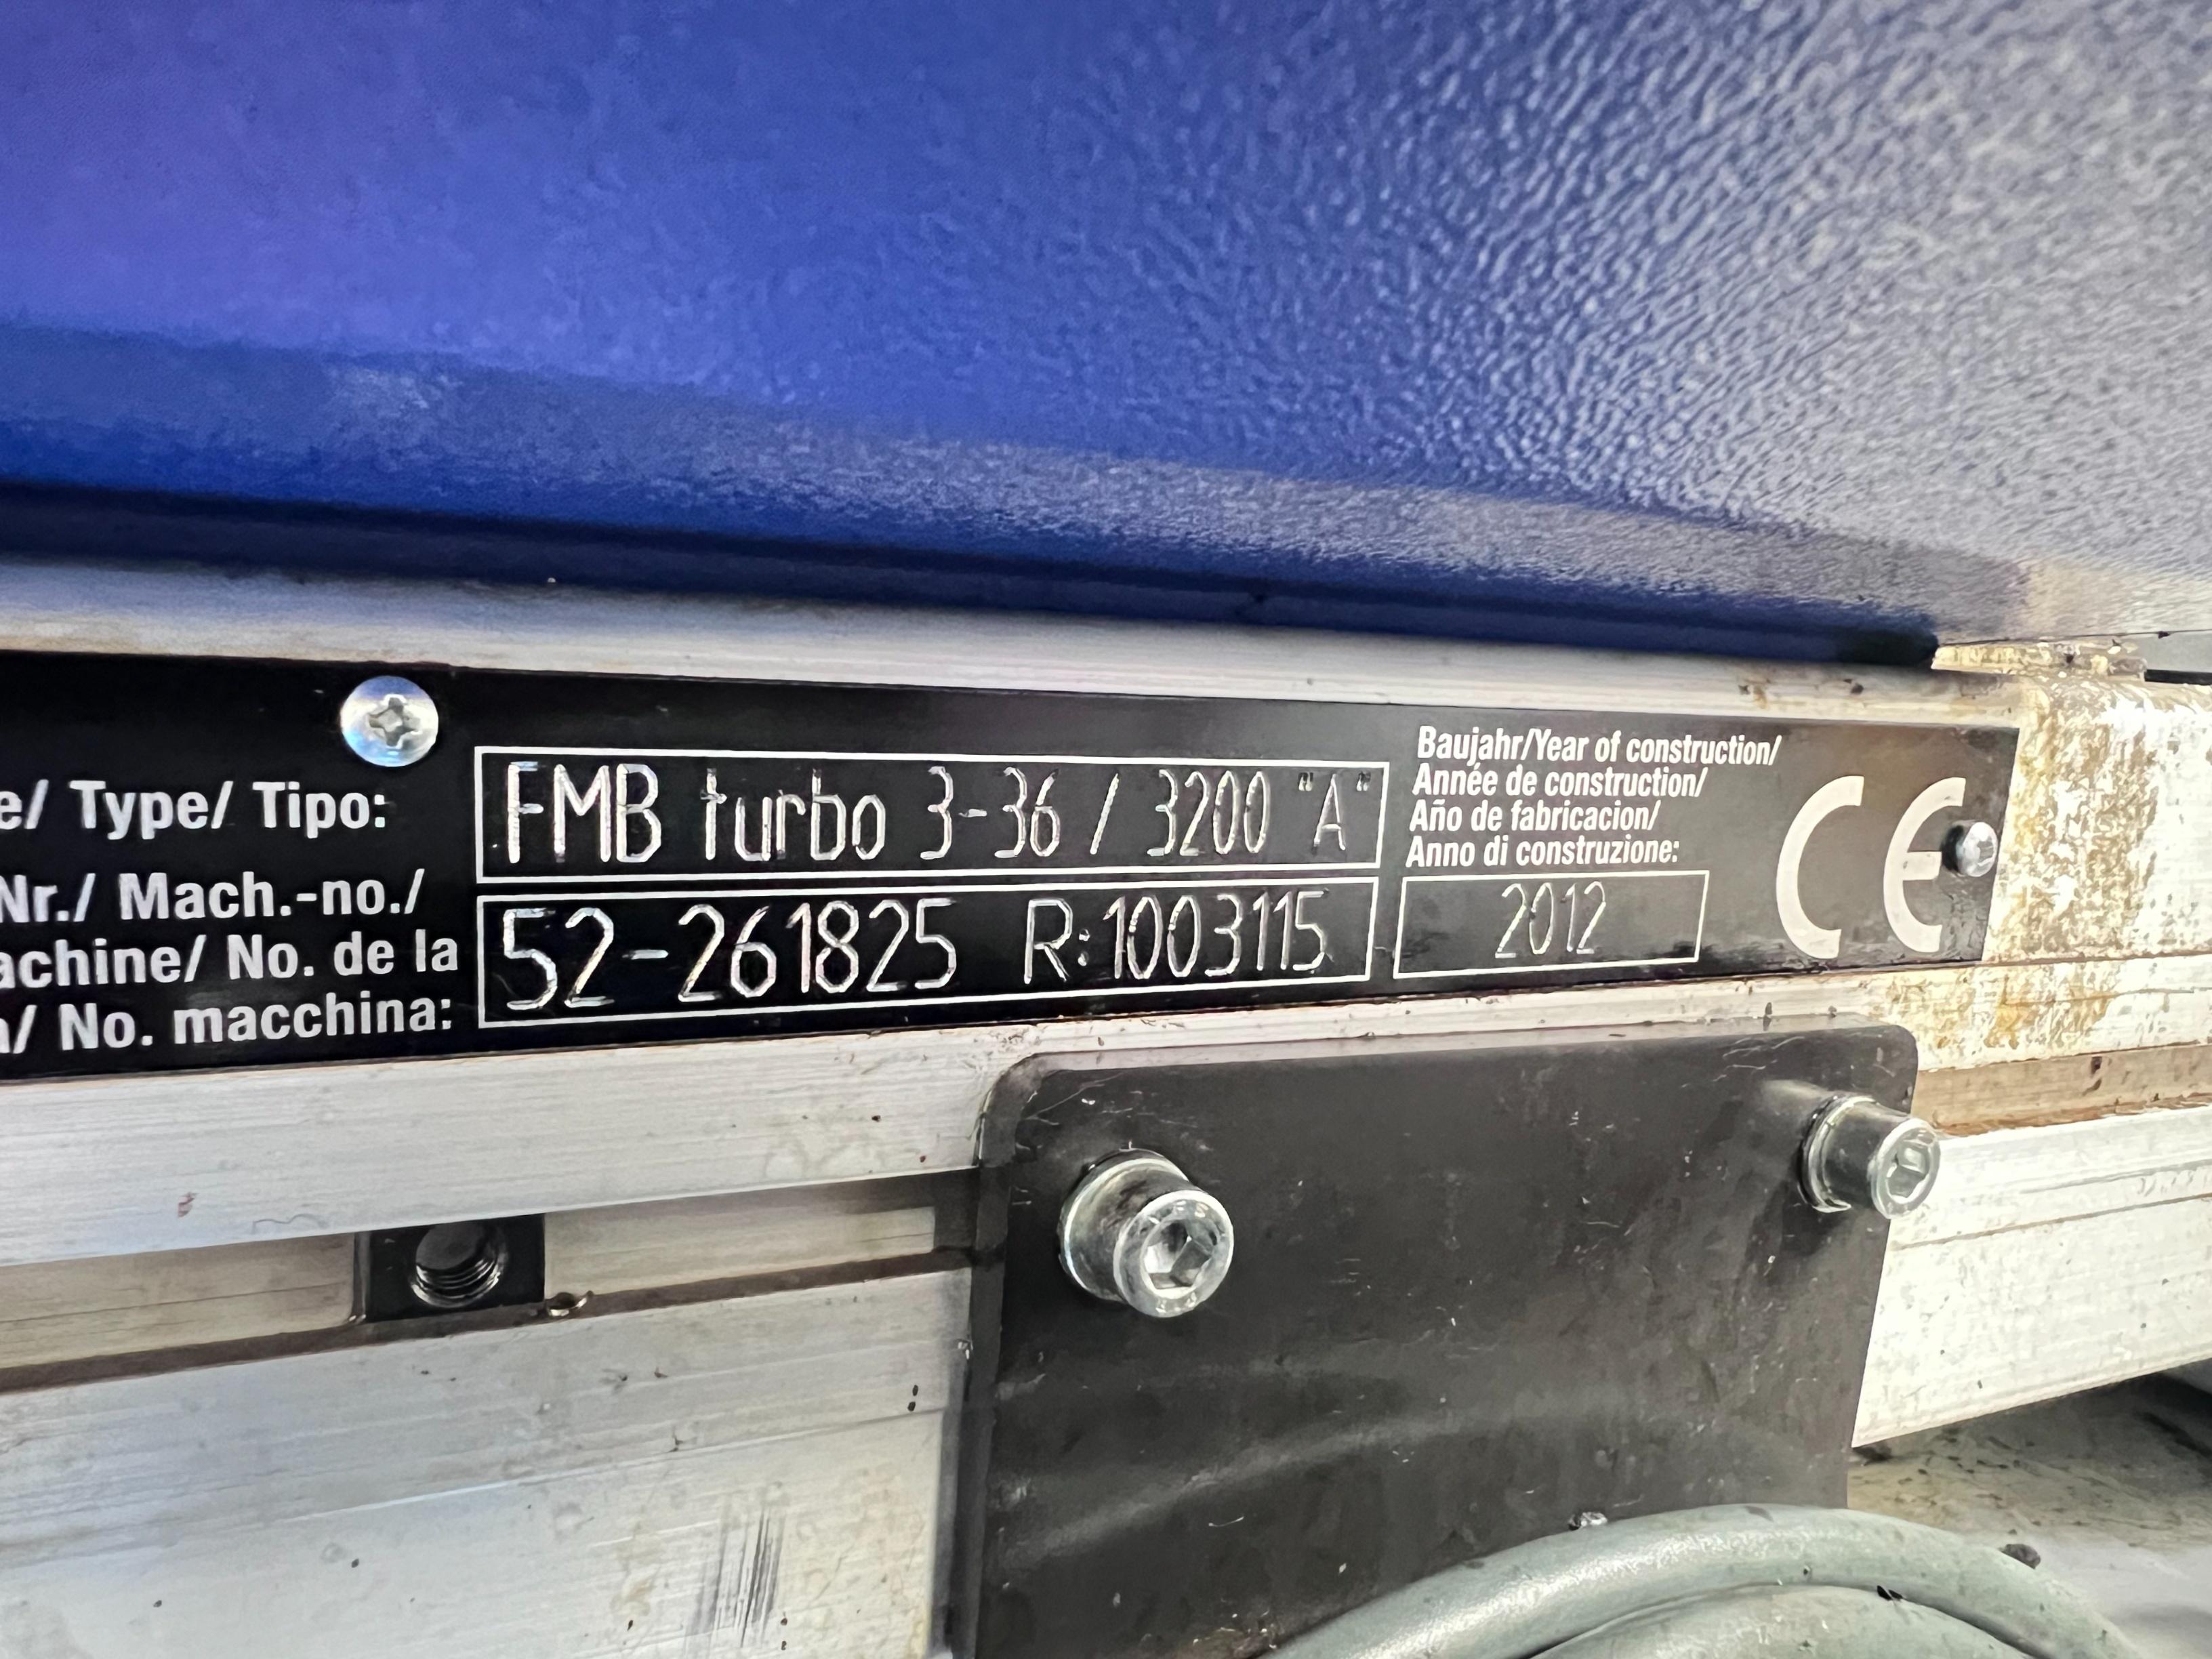 e/ Type/ Tipo:
FMB turbo 3-36 / 3200 "A"
Nr./ Mach.-no./
achine/ No. de la
a/ No. macchina:
52-261825 R:1003115
Baujahr/Year of construction/
Année de construction/
Año de fabricacion/
Anno di construzione:
2012
CE